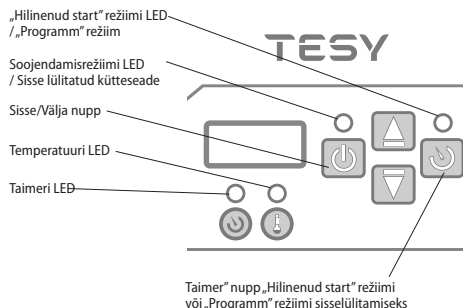 „Hilinenud start” režiimi LED
/„Programm” režiim
TESY
Soojendamisrežiimi LED
/ Sisse lülitatud kütteseade
Sisse/Välja nupp
Temperatuuri LED
Taimeri LED
Taimer” nupp „Hilinenud start” režiimi
või „Programm” režiimi sisselülitamiseks